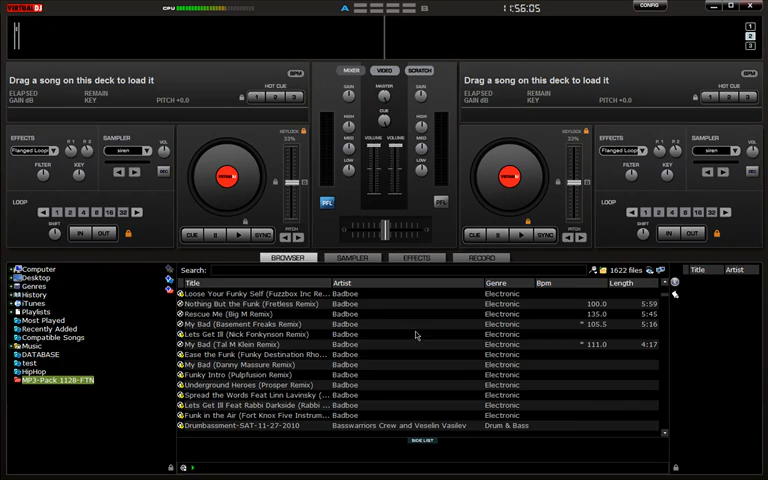 VIRTUAL DJ
CPU
A
B
11:56:05
CONFIG
1
2
3
Drag a song on this deck to load it
BPM
ELAPSED REMAIN
GAIN dB KEY PITCH +0.0
HOT CUE
1 2 3
MIXER VIDEO SCRATCH
GAIN MASTER GAIN
CUE
HIGH HIGH
MED VOLUME VOLUME MED
LOW LOW
PFL PFL
Drag a song on this deck to load it
BPM
ELAPSED REMAIN
GAIN dB KEY PITCH +0.0
HOT CUE
1 2 3
EFFECTS SAMPLER
Flanged Loop P 1 P 2 siren VOL
FILTER KEY REC
KEYLOCK
33%
VIRTUALDJ
LOOP
1 2 4 8 16 32
SHIFT IN OUT
CUE SYNC PITCH
KEYLOCK
33%
VIRTUALDJ
CUE SYNC PITCH
EFFECTS SAMPLER
Flanged Loop P 1 P 2 siren VOL
FILTER KEY REC
LOOP
1 2 4 8 16 32
SHIFT IN OUT
BROWSER SAMPLER EFFECTS RECORD
Computer
Desktop
Genres
History
iTunes
Playlists
Most Played
Recently Added
Compatible Songs
Music
DATABASE
test
HipHop
MP3-Pack 1128-FTN
Search: 1622 files
Title Artist Genre Bpm Length
Loose Your Funky Self (Fuzzbox Inc Re... Badboe Electronic
Nothing But the Funk (Fretless Remix) Badboe Electronic 100.0 5:59
Rescue Me (Big M Remix) Badboe Electronic 135.0 5:45
My Bad (Basement Freaks Remix) Badboe Electronic * 105.5 5:16
Lets Get Ill (Nick Fonkynson Remix) Badboe Electronic
My Bad (Tal M Klein Remix) Badboe Electronic * 111.0 4:17
Ease the Funk (Funky Destination Rho... Badboe Electronic
My Bad (Danny Massure Remix) Badboe Electronic
Funky Intro (Pulpfusion Remix) Badboe Electronic
Underground Heroes (Prosper Remix) Badboe Electronic
Spread the Words Feat Linn Lavinsky (... Badboe Electronic
Lets Get Ill Feat Rabbi Darkside (Rabbi ... Badboe Electronic
Funk in the Air (Fort Knox Five Instrum... Badboe Electronic
Drumbassment-SAT-11-27-2010 Basswarriors Crew and Veselin Vasilev Drum & Bass
SIDE LIST
Title Artist